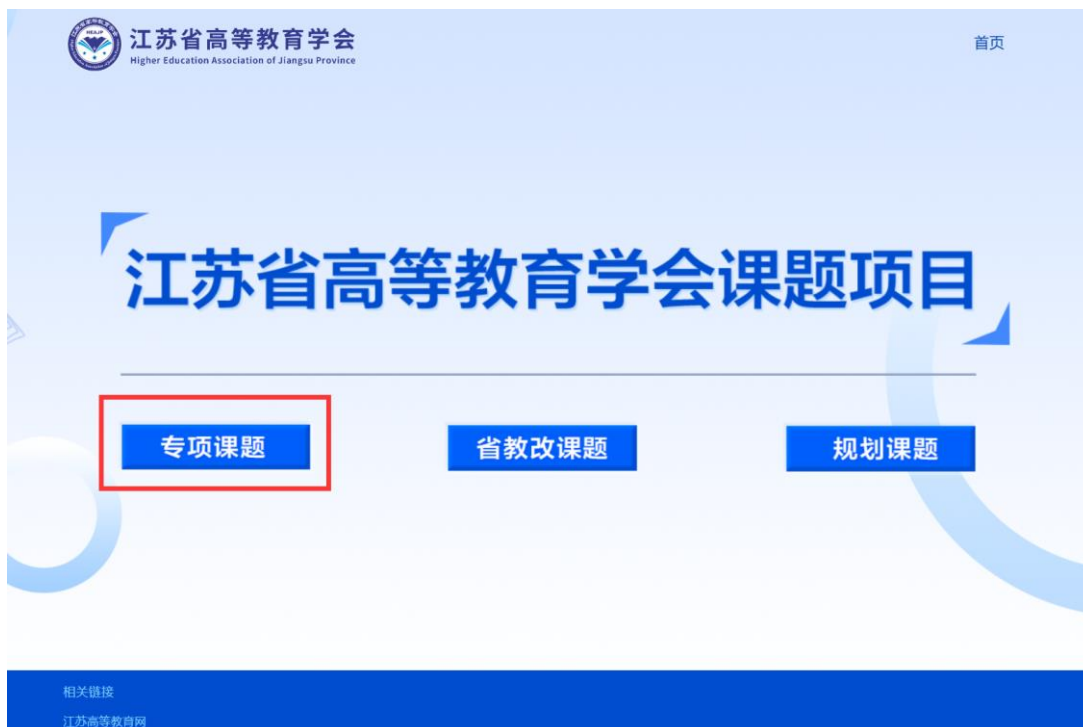 江苏省高等教育学会
Higher Education Association of Jiangsu Province
首页
江苏省高等教育学会课题项目
专项课题
省教改课题
规划课题
相关链接
江苏高等教育网